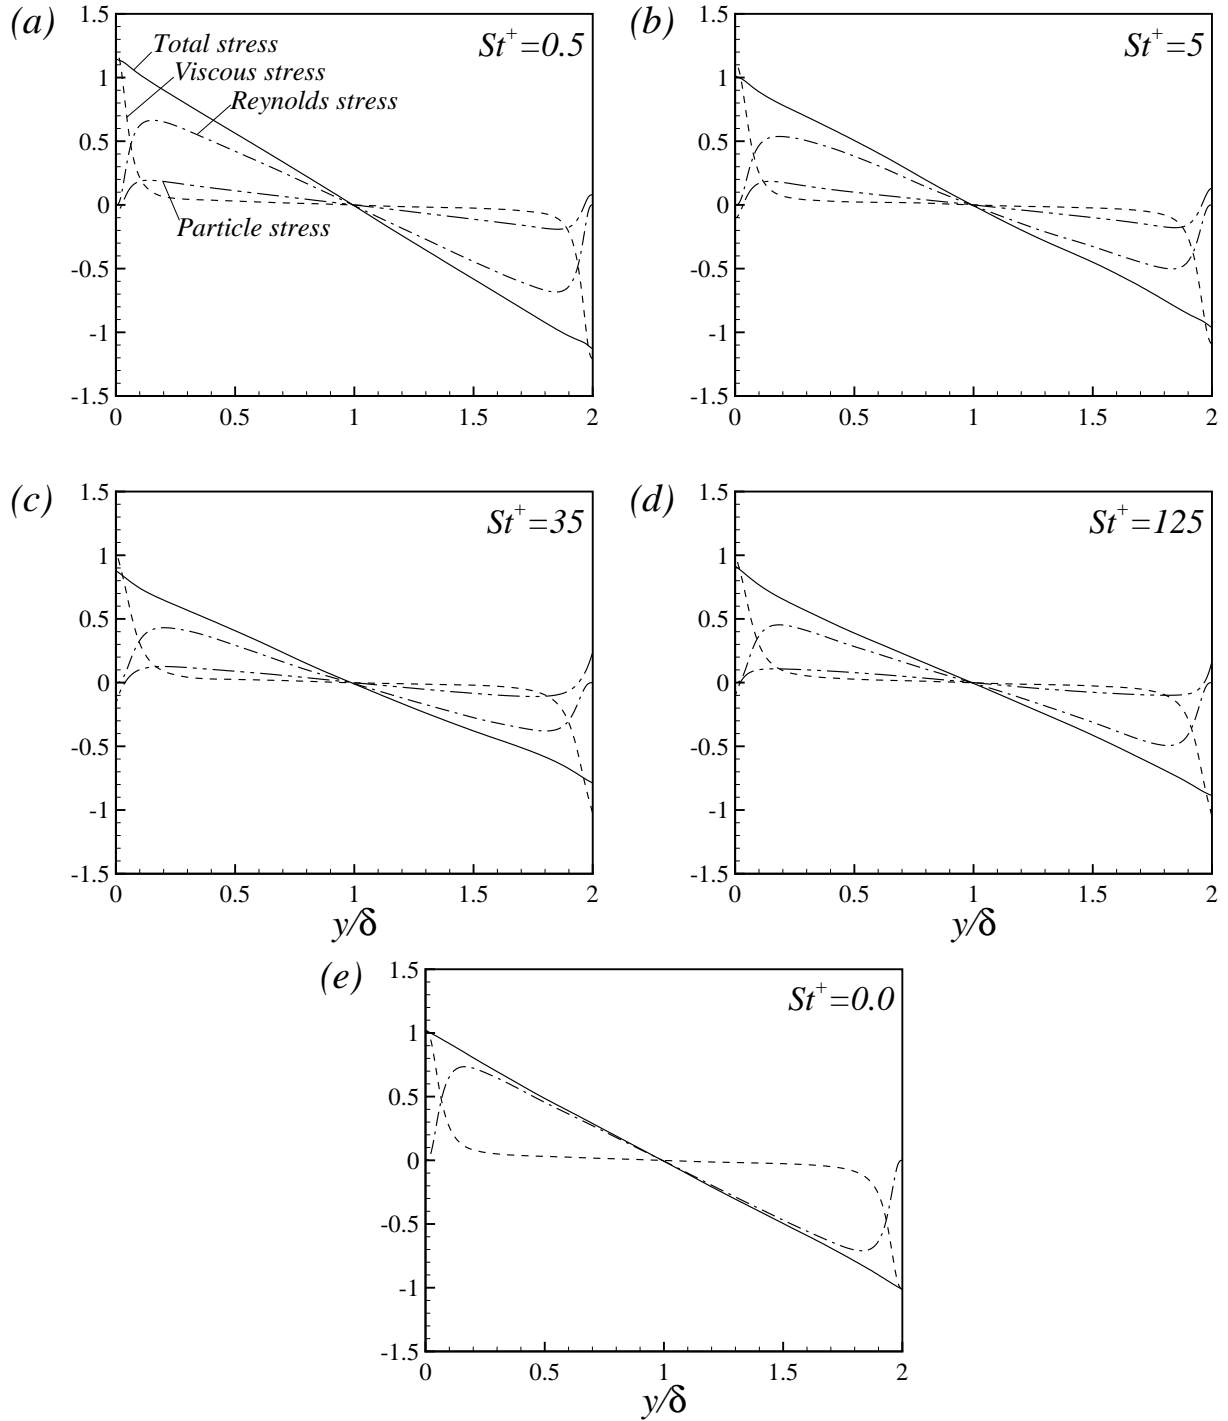 (a)
St⁺=0.5
Total stress
Viscous stress
Reynolds stress
Particle stress
1.5
1
0.5
0
-0.5
-1
-1.5
0 0.5 1 1.5 2
(b)
St⁺=5
1.5
1
0.5
0
-0.5
-1
-1.5
0 0.5 1 1.5 2
(c)
St⁺=35
1.5
1
0.5
0
-0.5
-1
-1.5
0 0.5 1 1.5 2
y/δ
(d)
St⁺=125
1.5
1
0.5
0
-0.5
-1
-1.5
0 0.5 1 1.5 2
y/δ
(e)
St⁺=0.0
1.5
1
0.5
0
-0.5
-1
-1.5
0 0.5 1 1.5 2
y/δ